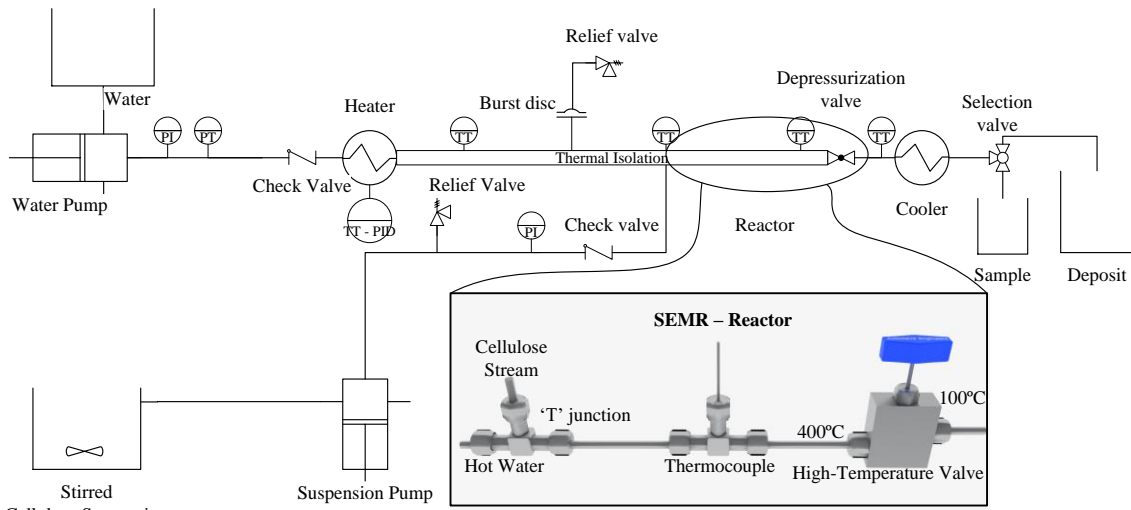 Relief valve
Depressurization
valve
Selection
valve
Water
Heater
Burst disc
PI
PT
TT
TT
TT
TT
Thermal Isolation
Check Valve
Relief Valve
Water Pump
TT - PID
PI
Check valve
Reactor
Cooler
Sample
Deposit
SEMR – Reactor
Cellulose
Stream
'T' junction
100ºC
400ºC
Hot Water
Thermocouple
High-Temperature Valve
Stirred
Suspension Pump